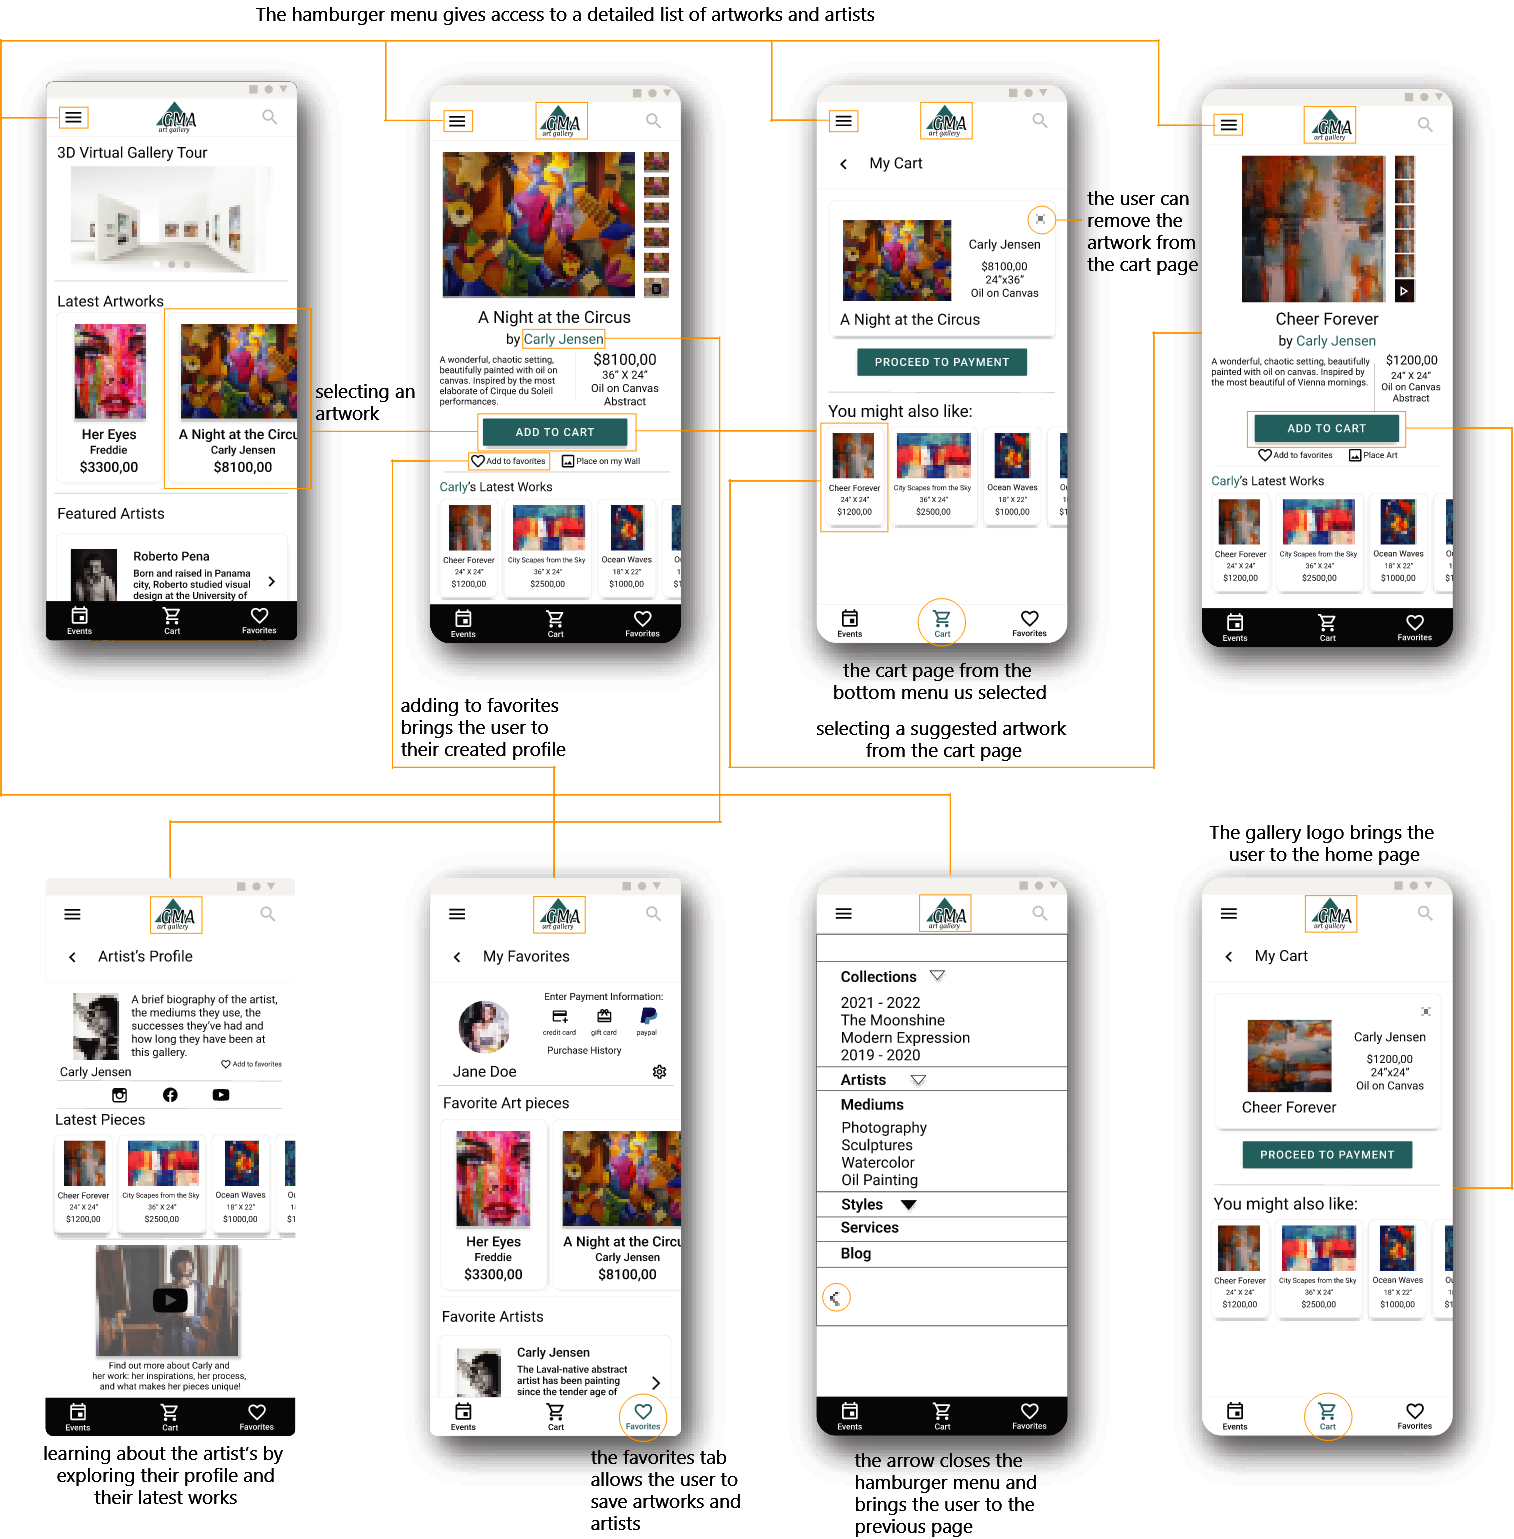 The hamburger menu gives access to a detailed list of artworks and artists
GMA
art gallery
3D Virtual Gallery Tour
Latest Artworks
Her Eyes
Freddie
$3300,00
A Night at the Circu
Carly Jensen
$8100,00
Featured Artists
Roberto Pena
Born and raised in Panama
city, Roberto studied visual
design at the University of
Events
Cart
Favorites
selecting an
artwork
GMA
art gallery
A Night at the Circus
by Carly Jensen
A wonderful, chaotic setting,
beautifully painted with oil on
canvas. Inspired by the most
elaborate of Cirque du Soleil
performances.
$8100,00
36” X 24”
Oil on Canvas
Abstract
ADD TO CART
Add to favorites
Place on my Wall
Carly’s Latest Works
Cheer Forever
24” X 24”
$1200,00
City Scapes from the Sky
36” X 24”
$2500,00
Ocean Waves
18” X 22”
$1000,00
Ou
18
$1
Events
Cart
Favorites
adding to favorites
brings the user to
their created profile
GMA
art gallery
My Cart
Carly Jensen
$8100,00
24”x36”
Oil on Canvas
A Night at the Circus
PROCEED TO PAYMENT
You might also like:
Cheer Forever
24” X 24”
$1200,00
City Scapes from the Sky
36” X 24”
$2500,00
Ocean Waves
18” X 22”
$1000,00
Ou
18
$1
Events
Cart
Favorites
the user can
remove the
artwork from
the cart page
the cart page from the
bottom menu us selected
selecting a suggested artwork
from the cart page
GMA
art gallery
Cheer Forever
by Carly Jensen
A wonderful, chaotic setting, beautifully
painted with oil on canvas. Inspired by
the most beautiful of Vienna mornings.
$1200,00
24” X 24”
Oil on Canvas
Abstract
ADD TO CART
Add to favorites
Place Art
Carly’s Latest Works
Cheer Forever
24” X 24”
$1200,00
City Scapes from the Sky
36” X 24”
$2500,00
Ocean Waves
18” X 22”
$1000,00
Ou
18
$1
Events
Cart
Favorites
GMA
art gallery
Artist’s Profile
A brief biography of the artist,
the mediums they use, the
successes they’ve had and
how long they have been at
this gallery.
Add to favorites
Carly Jensen
Latest Pieces
Cheer Forever
24” X 24”
$1200,00
City Scapes from the Sky
36” X 24”
$2500,00
Ocean Waves
18” X 22”
$1000,00
Ou
18
$1
Find out more about Carly and
her work: her inspirations, her process,
and what makes her pieces unique!
Events
Cart
Favorites
learning about the artist’s by
exploring their profile and
their latest works
GMA
art gallery
My Favorites
Enter Payment Information:
credit card
gift card
paypal
Purchase History
Jane Doe
Favorite Art pieces
Her Eyes
Freddie
$3300,00
A Night at the Circu
Carly Jensen
$8100,00
Favorite Artists
Carly Jensen
The Laval-native abstract
artist has been painting
since the tender age of
Events
Cart
Favorites
the favorites tab
allows the user to
save artworks and
artists
GMA
art gallery
Collections
2021 - 2022
The Moonshine
Modern Expression
2019 - 2020
Artists
Mediums
Photography
Sculptures
Watercolor
Oil Painting
Styles
Services
Blog
Events
Cart
Favorites
the arrow closes the
hamburger menu and
brings the user to the
previous page
The gallery logo brings the
user to the home page
GMA
art gallery
My Cart
Carly Jensen
$1200,00
24”x24”
Oil on Canvas
Cheer Forever
PROCEED TO PAYMENT
You might also like:
Cheer Forever
24” X 24”
$1200,00
City Scapes from the Sky
36” X 24”
$2500,00
Ocean Waves
18” X 22”
$1000,00
Ou
18
$1
Events
Cart
Favorites